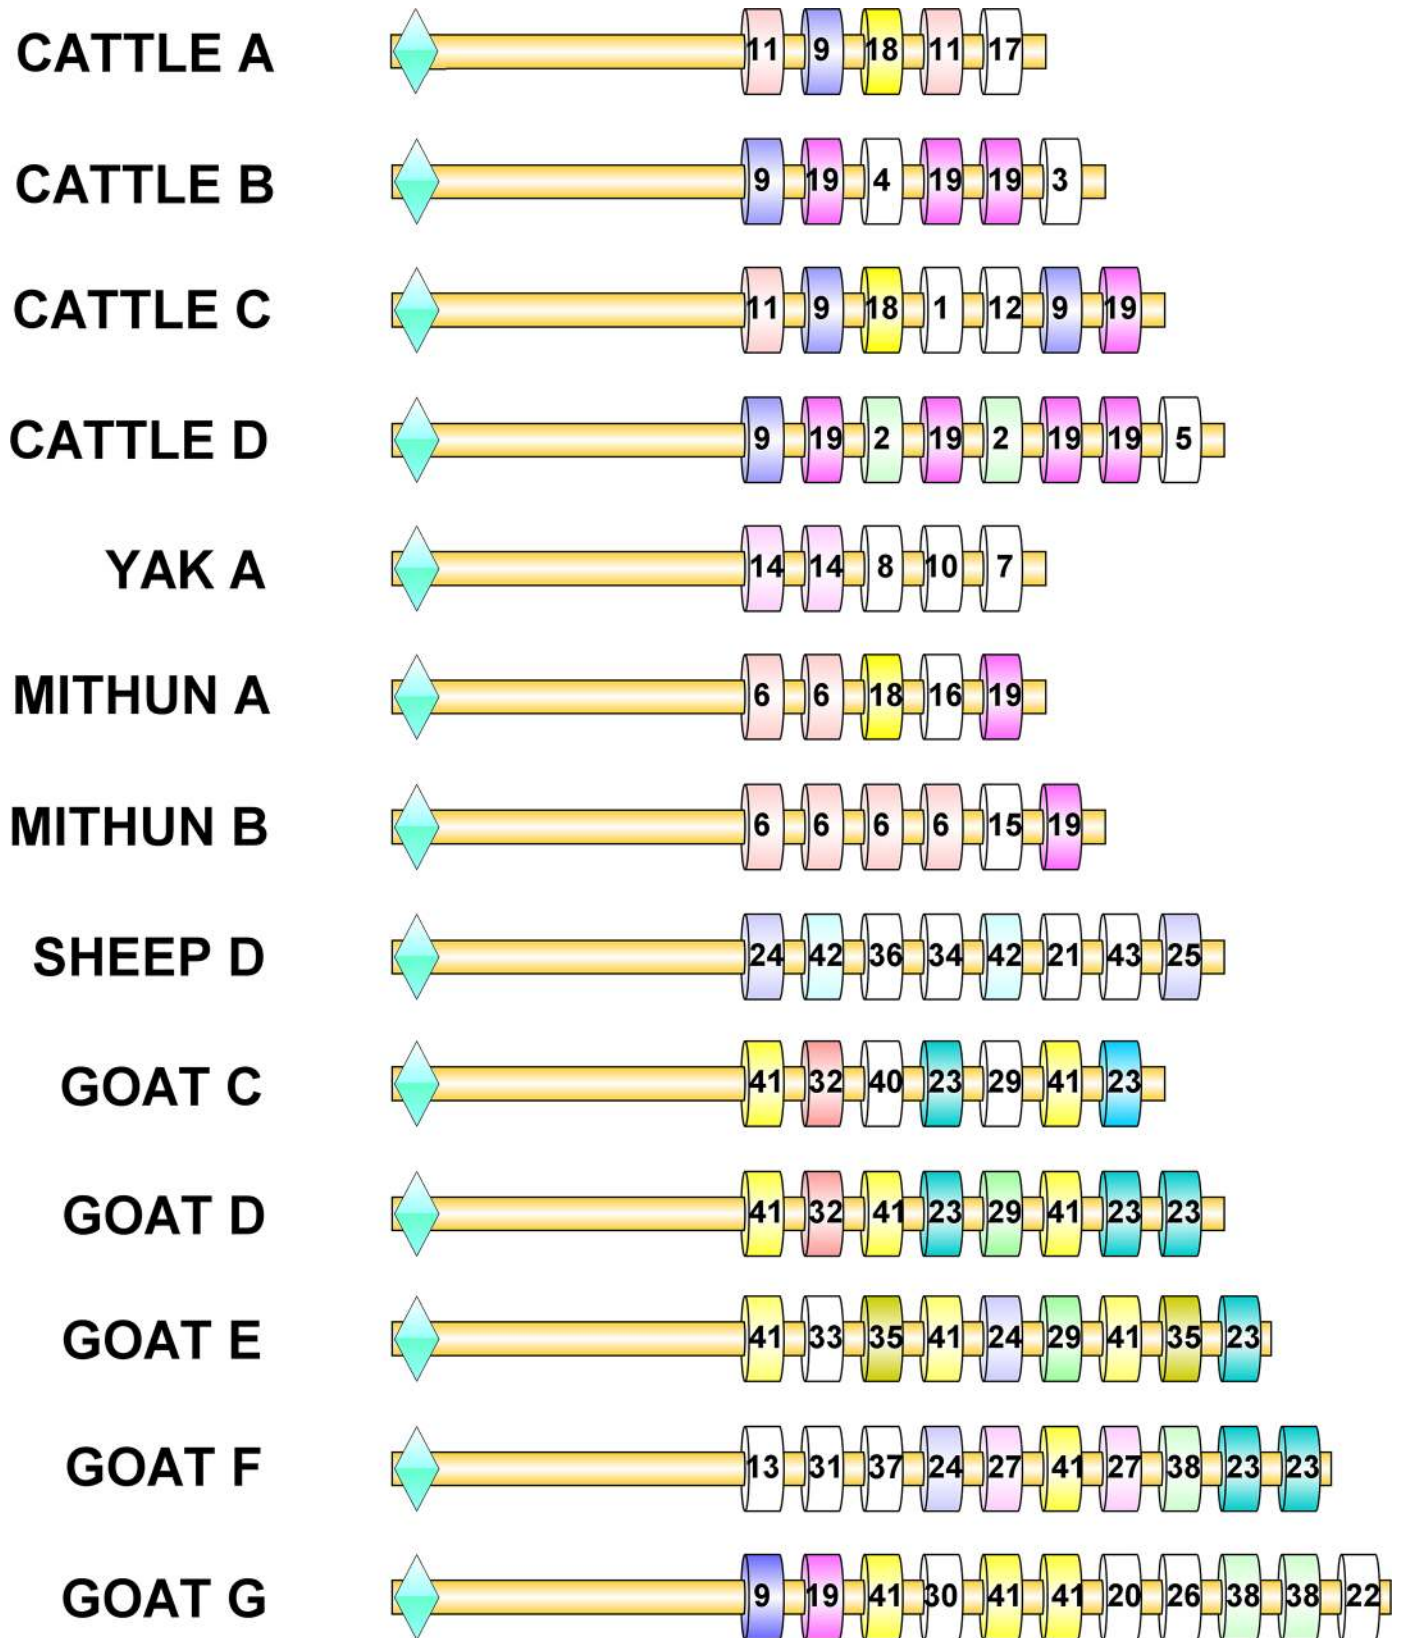 CATTLE A 11 9 18 11 17
CATTLE B 9 19 4 19 19 3
CATTLE C 11 9 18 1 12 9 19
CATTLE D 9 19 2 19 2 19 19 5
YAK A 14 14 8 10 7
MITHUN A 6 6 18 16 19
MITHUN B 6 6 6 6 15 19
SHEEP D 24 42 36 34 42 21 43 25
GOAT C 41 32 40 23 29 41 23
GOAT D 41 32 41 23 29 41 23 23
GOAT E 41 33 35 41 24 29 41 35 23
GOAT F 13 31 37 24 27 41 27 38 23 23
GOAT G 9 19 41 30 41 41 20 26 38 38 22